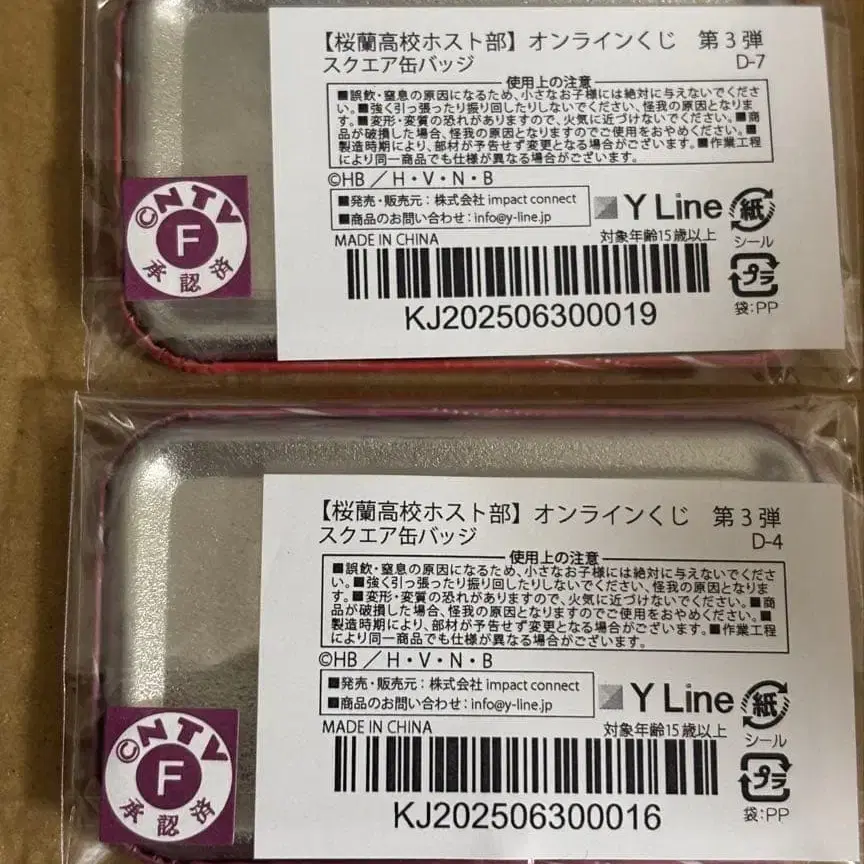 【桜蘭高校ホスト部】オンラインくじ 第3弾
スクエア缶バッジ D-7
使用上の注意
■誤飲・窒息の原因になるため、小さなお子様には絶対に与えないでくださ
い。■強く引っ張ったり振り回したりしないでください、怪我の原因となりま
す。■変形・変質の恐れがありますので、火気に近づけないでください。■商
品が破損した場合、怪我の原因となりますのでご使用をおやめください。■
製造時期により、部材が予告せず変更となる場合がございます。■作業工程
により同一商品でも仕様が異なる場合がございます。
©HB/H・V・N・B
■発売・販売元:株式会社 impact connect
■商品のお問い合わせ:info@y-line.jp
Y Line
紙
シール
MADE IN CHINA
対象年齢15歳以上
プラ
袋:PP
KJ202506300019
©NTV
F
承認済
【桜蘭高校ホスト部】オンラインくじ 第3弾
スクエア缶バッジ D-4
使用上の注意
■誤飲・窒息の原因になるため、小さなお子様には絶対に与えないでくださ
い。■強く引っ張ったり振り回したりしないでください、怪我の原因となりま
す。■変形・変質の恐れがありますので、火気に近づけないでください。■商
品が破損した場合、怪我の原因となりますのでご使用をおやめください。■
製造時期により、部材が予告せず変更となる場合がございます。■作業工程
により同一商品でも仕様が異なる場合がございます。
©HB/H・V・N・B
■発売・販売元:株式会社 impact connect
■商品のお問い合わせ:info@y-line.jp
Y Line
紙
シール
MADE IN CHINA
対象年齢15歳以上
プラ
袋:PP
KJ202506300016
©NTV
F
承認済